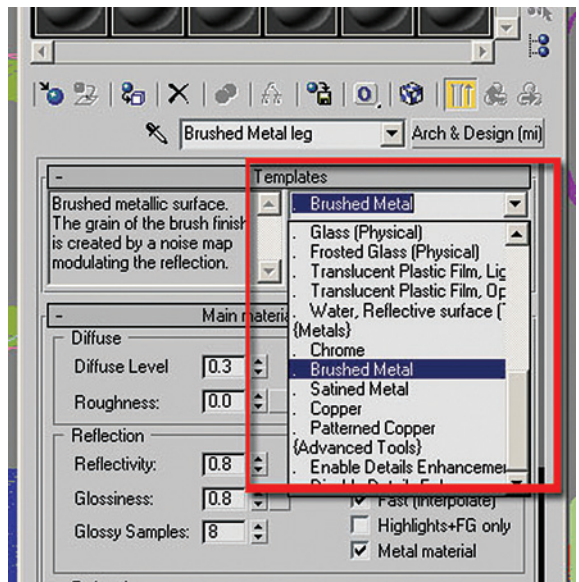 Brushed Metal leg
Arch & Design (mi)
- Templates
Brushed metallic surface.
The grain of the brush finish
is created by a noise map
modulating the reflection.
. Brushed Metal
. Glass (Physical)
. Frosted Glass (Physical)
. Translucent Plastic Film, Lig
. Translucent Plastic Film, Op
. Water, Reflective surface (
{Metals}
. Chrome
. Brushed Metal
. Satined Metal
. Copper
. Patterned Copper
{Advanced Tools}
. Enable Details Enhancemen
- Main materia
Diffuse
Diffuse Level 0.3
Roughness: 0.0
Reflection
Reflectivity: 0.8
Glossiness: 0.8
Fast (interpolate)
Glossy Samples: 8
Highlights+FG only
Metal material